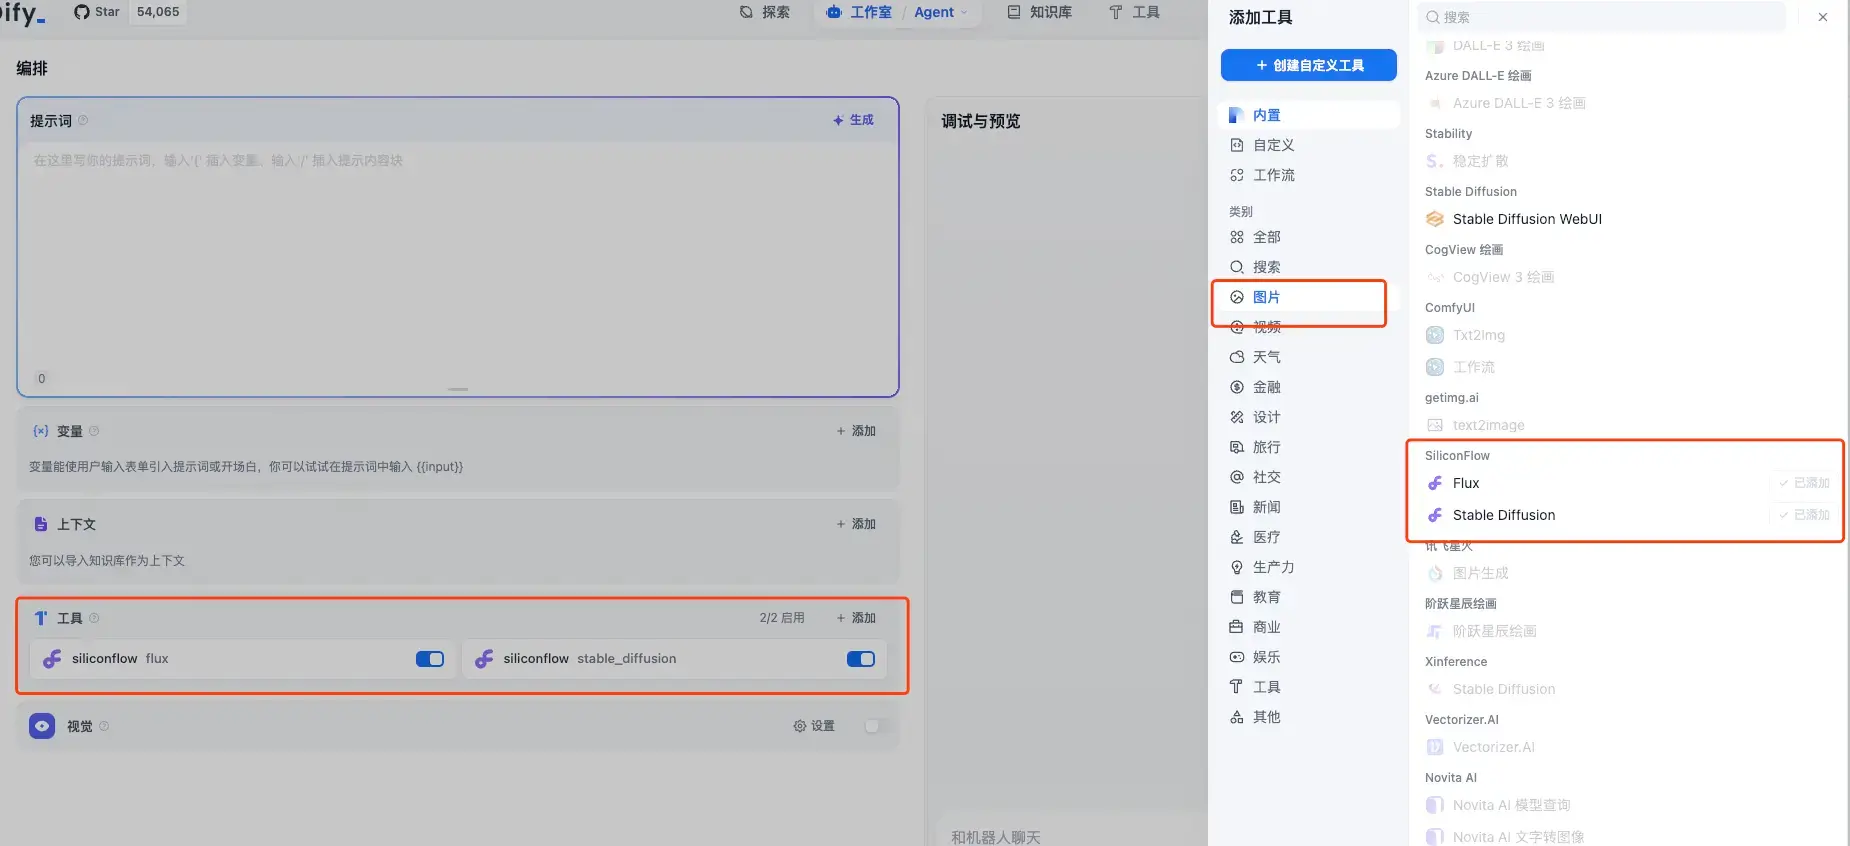 ify_
Star 54,065
探索
工作室 / Agent
知识库
工具
编排
提示词
生成
在这里写你的提示词，输入'{' 插入变量、输入'/' 插入提示内容块
0
变量
+ 添加
变量能使用户输入表单引入提示词或开场白，你可以试试在提示词中输入 {{input}}
上下文
+ 添加
您可以导入知识库作为上下文
工具
2/2 启用
+ 添加
siliconflow flux
siliconflow stable_diffusion
视觉
设置
调试与预览
和机器人聊天
添加工具
+ 创建自定义工具
内置
自定义
工作流
类别
全部
搜索
图片
视频
天气
金融
设计
旅行
社交
新闻
医疗
生产力
教育
商业
娱乐
工具
其他
搜索
DALL-E 3 绘画
Azure DALL-E 绘画
Azure DALL-E 3 绘画
Stability
稳定扩散
Stable Diffusion
Stable Diffusion WebUI
CogView 绘画
CogView 3 绘画
ComfyUI
Txt2Img
工作流
getimg.ai
text2image
SiliconFlow
Flux
已添加
Stable Diffusion
已添加
讯飞星火
图片生成
阶跃星辰绘画
阶跃星辰绘画
Xinference
Stable Diffusion
Vectorizer.AI
Vectorizer.AI
Novita AI
Novita AI 模型查询
Novita AI 文字转图像